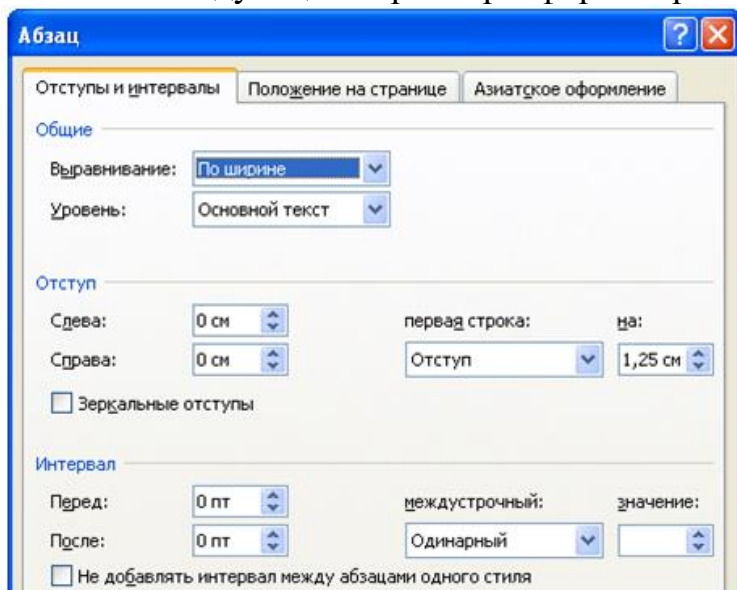 Абзац
Отступы и интервалы Положение на странице Азиатское оформление
Общие
Выравнивание: По ширине
Уровень: Основной текст
Отступ
Слева: 0 см первая строка: на:
Справа: 0 см Отступ 1,25 см
Зеркальные отступы
Интервал
Перед: 0 пт междустрочный: значение:
После: 0 пт Одинарный
Не добавлять интервал между абзацами одного стиля